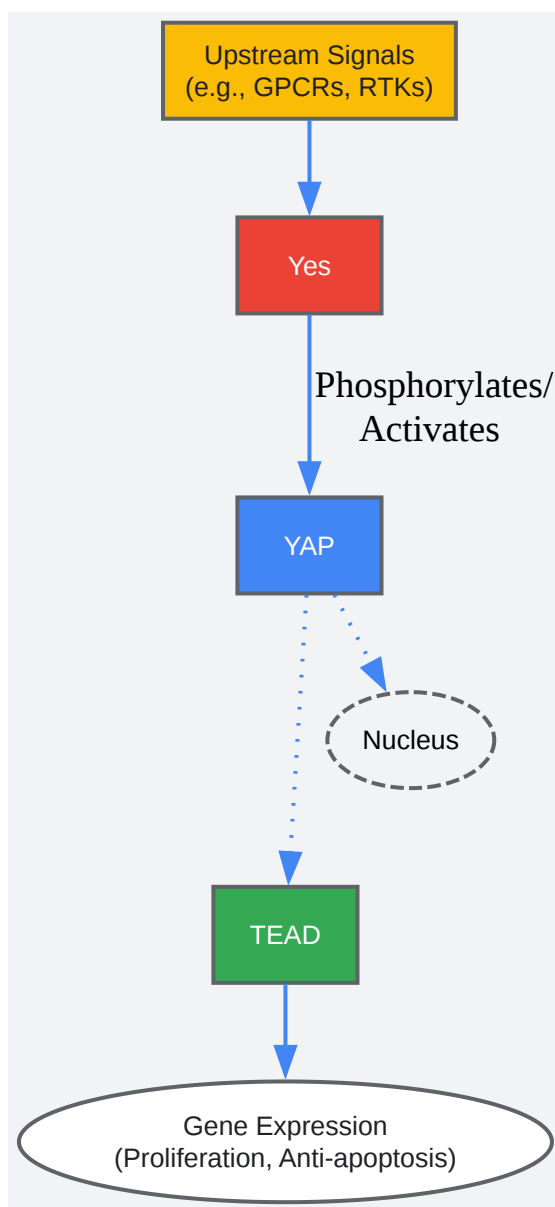 Upstream Signals
(e.g., GPCRs, RTKs)
Yes
Phosphorylates/
Activates
YAP
Nucleus
TEAD
Gene Expression
(Proliferation, Anti-apoptosis)